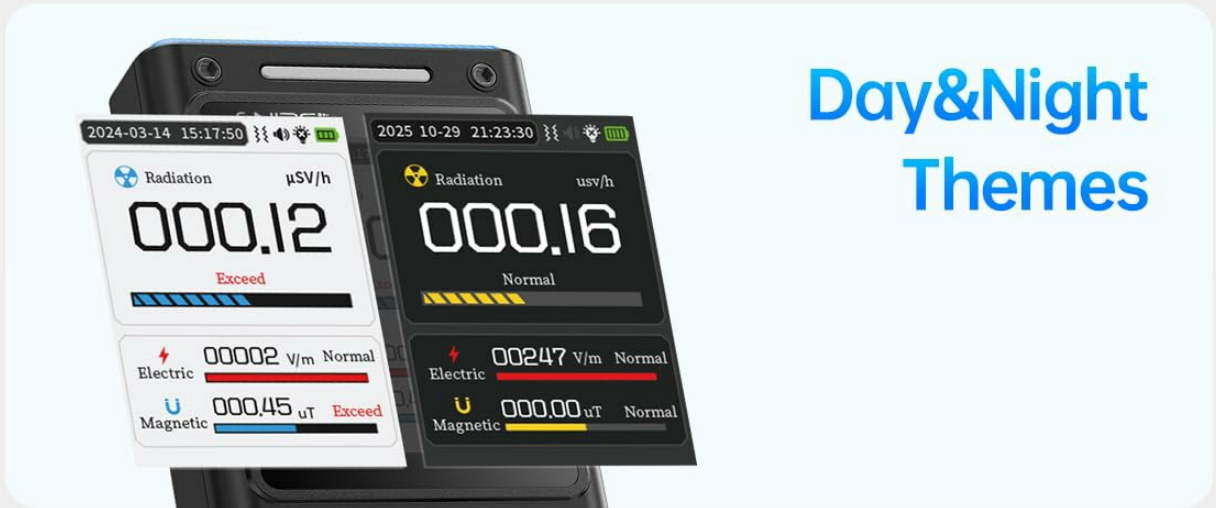 Day&Night
Themes
2024-03-14 15:17:50
Radiation
µSV/h
000.12
Exceed
Electric
00002 V/m Normal
Magnetic
000.45 uT Exceed
2025 10-29 21:23:30
Radiation
usv/h
000.16
Normal
Electric
00247 V/m Normal
Magnetic
000.00 uT Normal